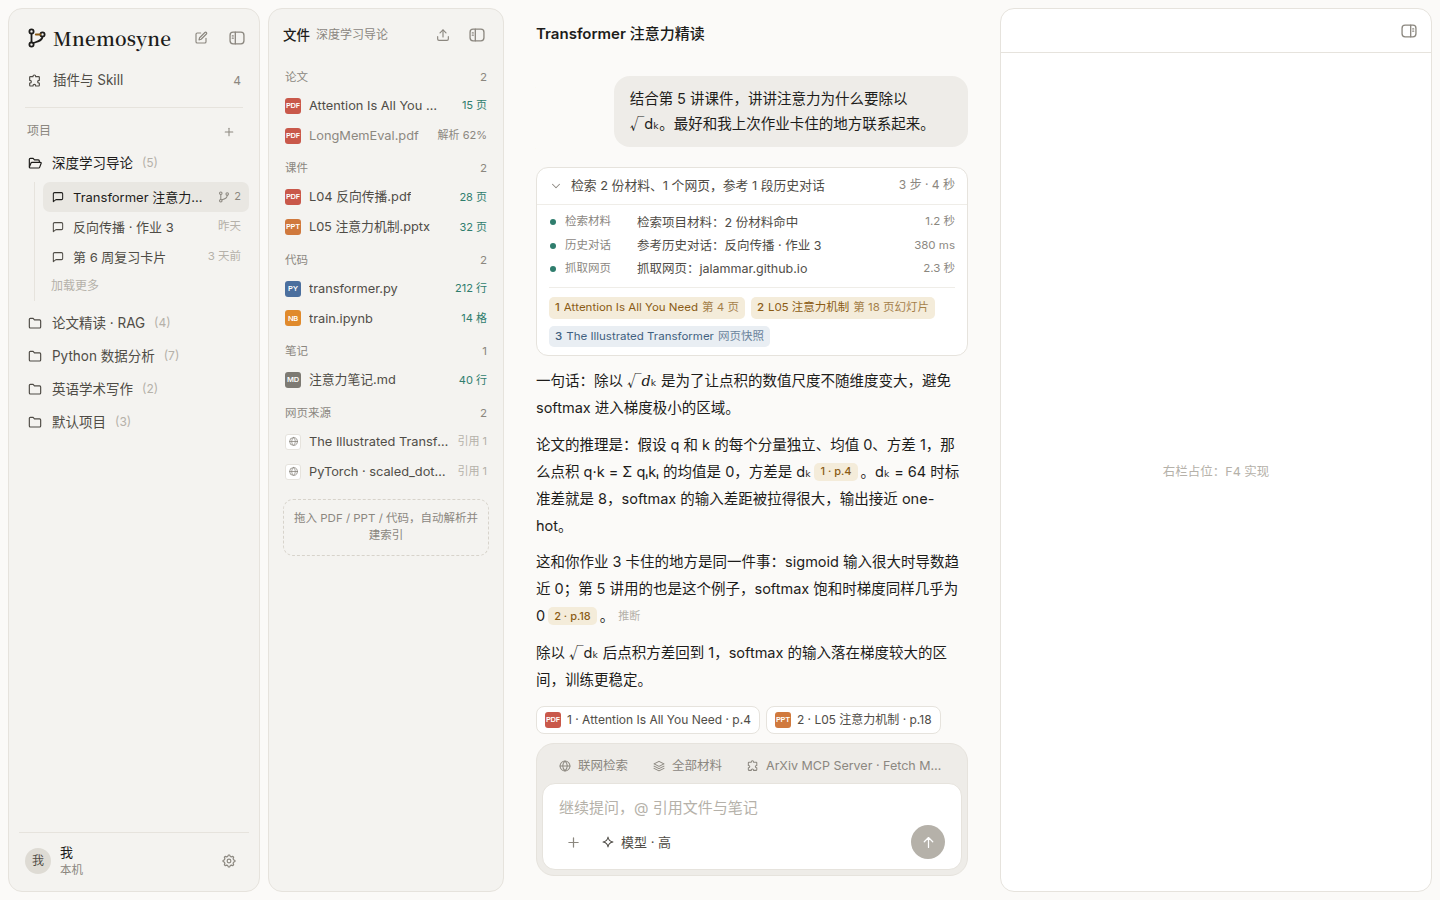 Mnemosyne
插件与 Skill 4
项目
深度学习导论 (5)
Transformer 注意力... 2
反向传播 · 作业 3 昨天
第 6 周复习卡片 3 天前
加载更多
论文精读 · RAG (4)
Python 数据分析 (7)
英语学术写作 (2)
默认项目 (3)
我 我
本机
文件 深度学习导论
论文 2
PDF Attention Is All You ... 15 页
PDF LongMemEval.pdf 解析 62%
课件 2
PDF L04 反向传播.pdf 28 页
PPT L05 注意力机制.pptx 32 页
代码 2
PY transformer.py 212 行
NB train.ipynb 14 格
笔记 1
MD 注意力笔记.md 40 行
网页来源 2
The Illustrated Transf... 引用 1
PyTorch · scaled_dot... 引用 1
拖入 PDF / PPT / 代码，自动解析并
建索引
Transformer 注意力精读
结合第 5 讲课件，讲讲注意力为什么要除以
√dₖ。最好和我上次作业卡住的地方联系起来。
检索 2 份材料、1 个网页，参考 1 段历史对话 3 步 · 4 秒
检索材料 检索项目材料：2 份材料命中 1.2 秒
历史对话 参考历史对话：反向传播 · 作业 3 380 ms
抓取网页 抓取网页：jalammar.github.io 2.3 秒
1 Attention Is All You Need 第 4 页 2 L05 注意力机制 第 18 页幻灯片
3 The Illustrated Transformer 网页快照
一句话：除以 √dₖ 是为了让点积的数值尺度不随维度变大，避免
softmax 进入梯度极小的区域。
论文的推理是：假设 q 和 k 的每个分量独立、均值 0、方差 1，那
么点积 q·k = Σ qᵢkᵢ 的均值是 0，方差是 dₖ 1 · p.4 。dₖ = 64 时标
准差就是 8，softmax 的输入差距被拉得很大，输出接近 one-
hot。
这和你作业 3 卡住的地方是同一件事：sigmoid 输入很大时导数趋
近 0；第 5 讲用的也是这个例子，softmax 饱和时梯度同样几乎为
0 2 · p.18 。 推断
除以 √dₖ 后点积方差回到 1，softmax 的输入落在梯度较大的区
间，训练更稳定。
PDF 1 · Attention Is All You Need · p.4 PPT 2 · L05 注意力机制 · p.18
联网检索 全部材料 ArXiv MCP Server · Fetch M...
继续提问，@ 引用文件与笔记
模型 · 高
右栏占位：F4 实现